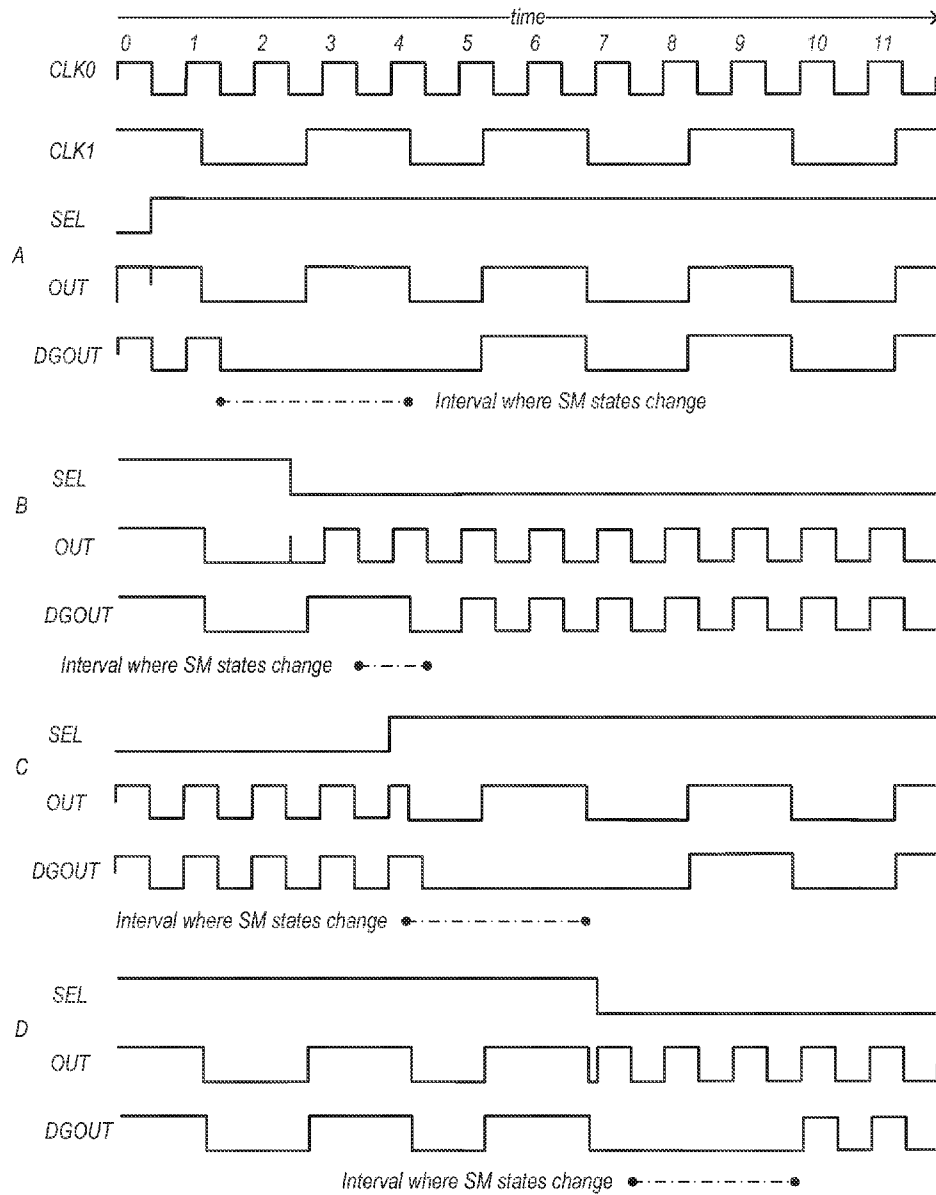 time
0 1 2 3 4 5 6 7 8 9 10 11
CLK0
CLK1
SEL
A
OUT
DGOUT
Interval where SM states change
SEL
B
OUT
DGOUT
Interval where SM states change
SEL
C
OUT
DGOUT
Interval where SM states change
SEL
D
OUT
DGOUT
Interval where SM states change